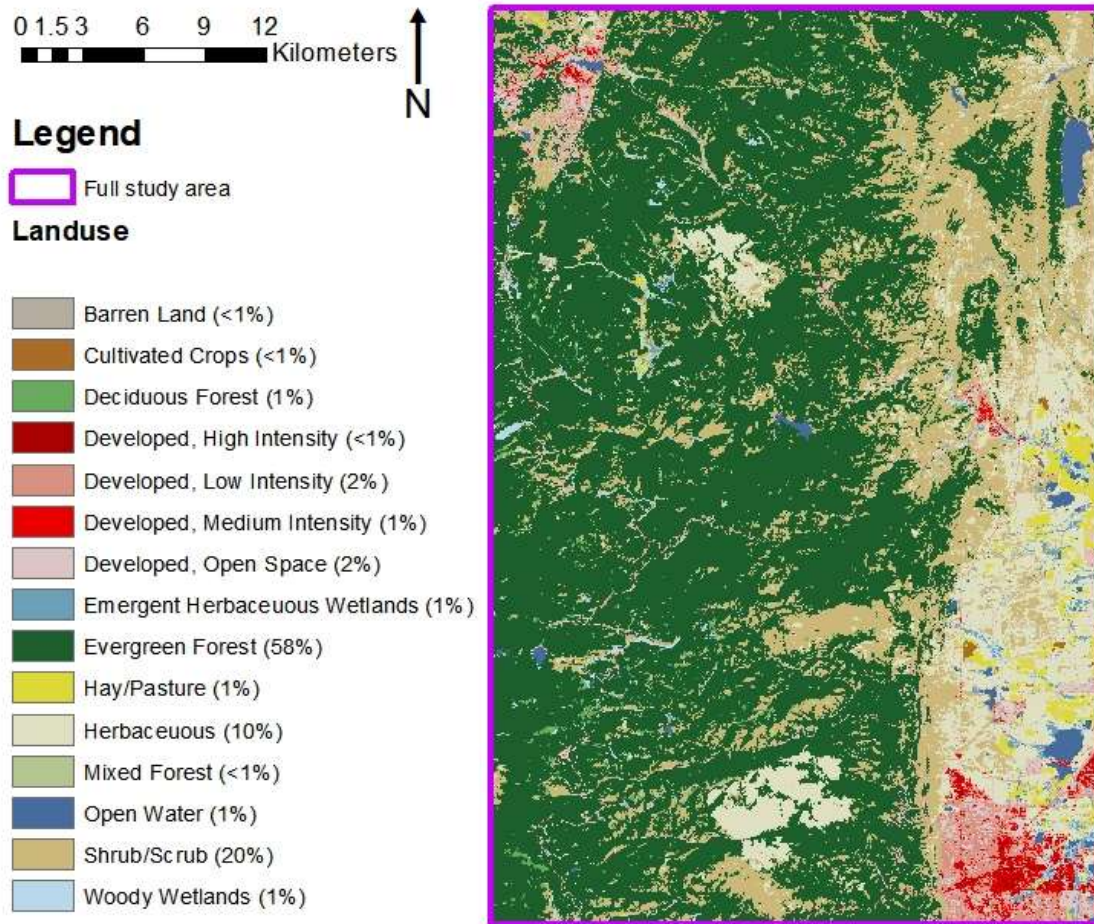 0 1.5 3 6 9 12
Kilometers
N
Legend
Full study area
Landuse
Barren Land (<1%)
Cultivated Crops (<1%)
Deciduous Forest (1%)
Developed, High Intensity (<1%)
Developed, Low Intensity (2%)
Developed, Medium Intensity (1%)
Developed, Open Space (2%)
Emergent Herbaceuous Wetlands (1%)
Evergreen Forest (58%)
Hay/Pasture (1%)
Herbaceuous (10%)
Mixed Forest (<1%)
Open Water (1%)
Shrub/Scrub (20%)
Woody Wetlands (1%)